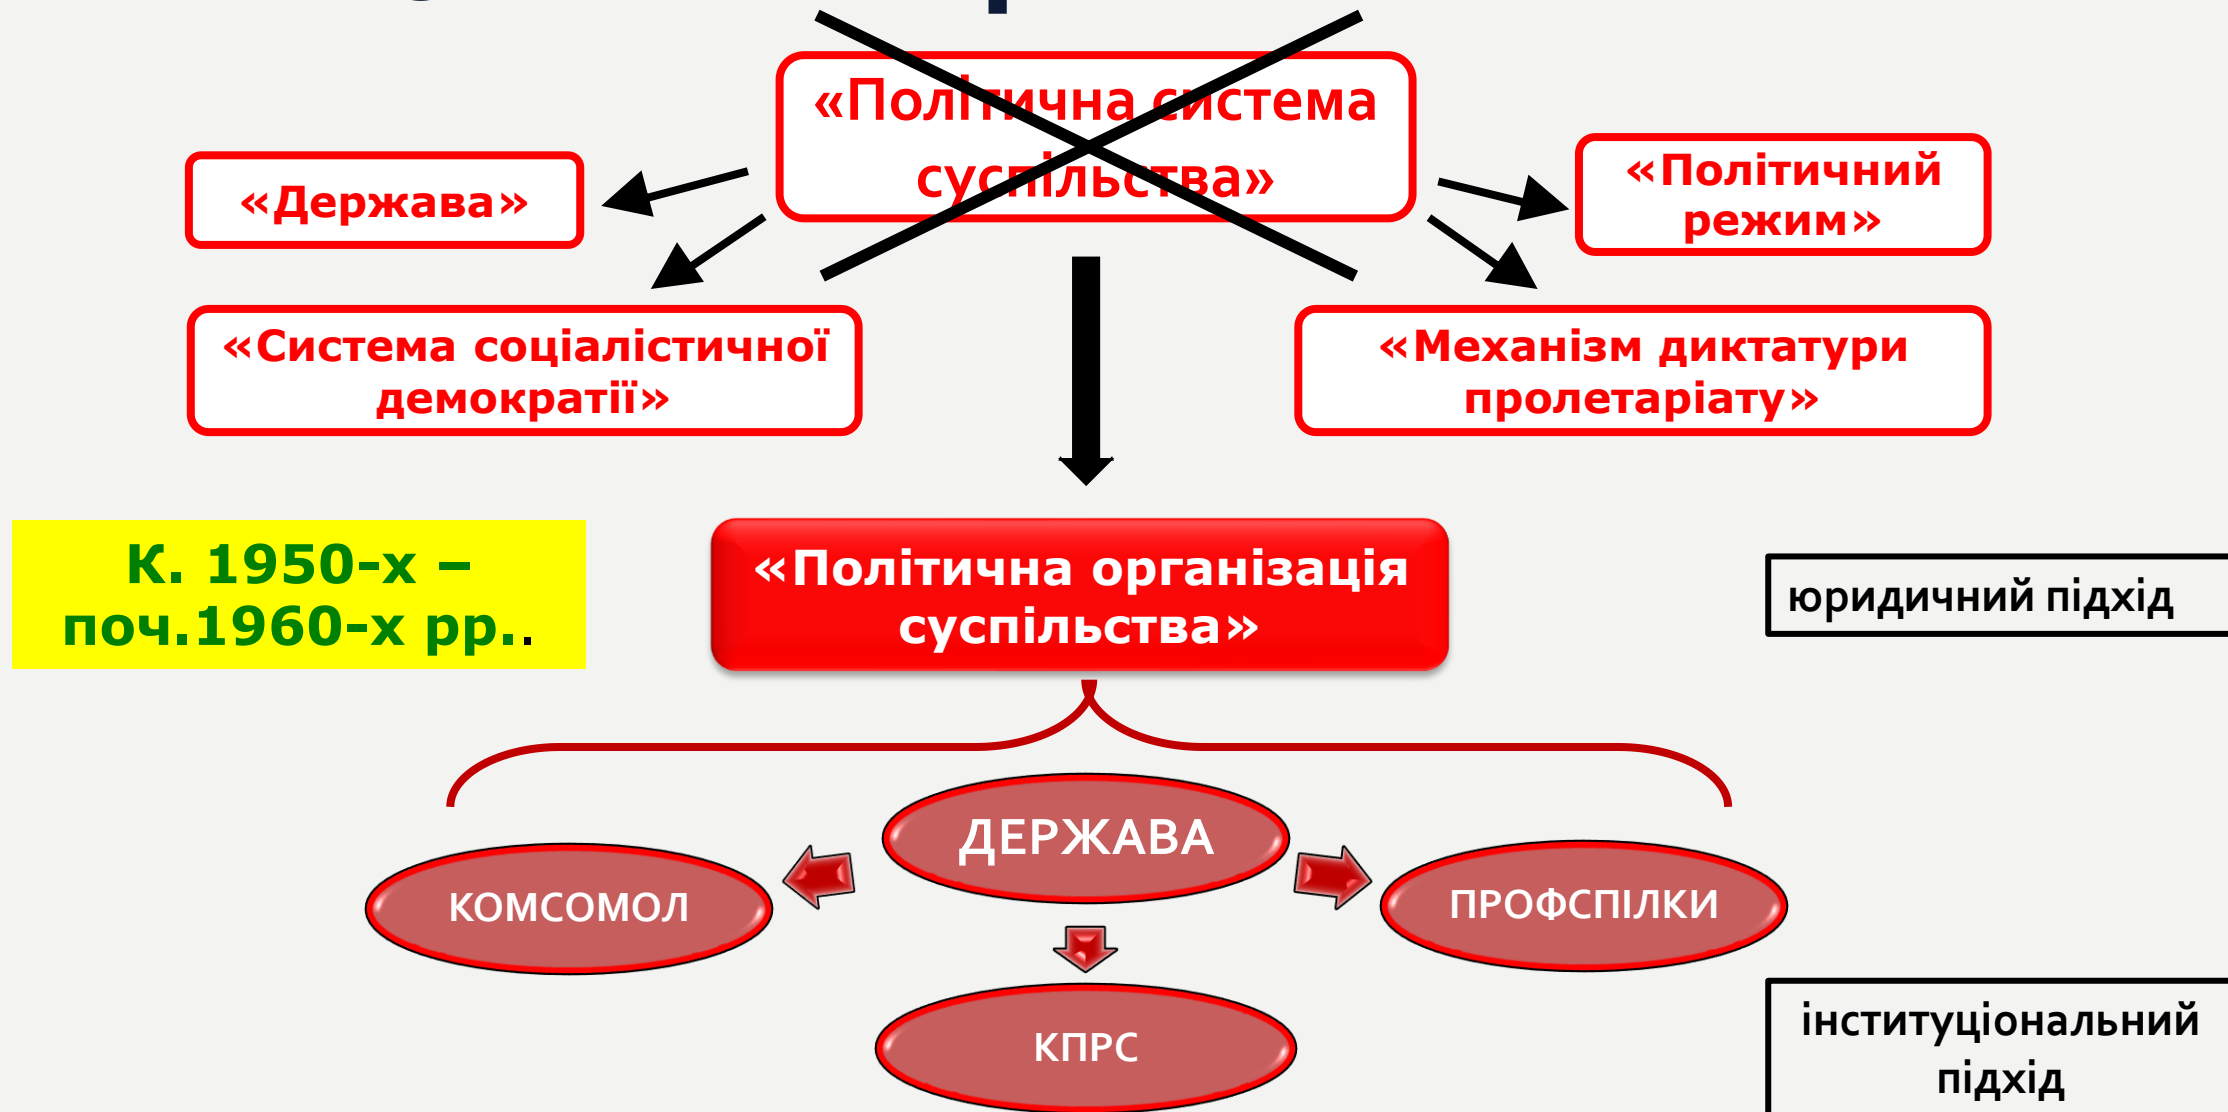 «Політична система
суспільства»
«Держава»
«Політичний
режим»
«Система соціалістичної
демократії»
«Механізм диктатури
пролетаріату»
К. 1950-х –
поч.1960-х рр..
«Політична організація
суспільства»
юридичний підхід
ДЕРЖАВА
КОМСОМОЛ
ПРОФСПІЛКИ
КПРС
інституціональний
підхід